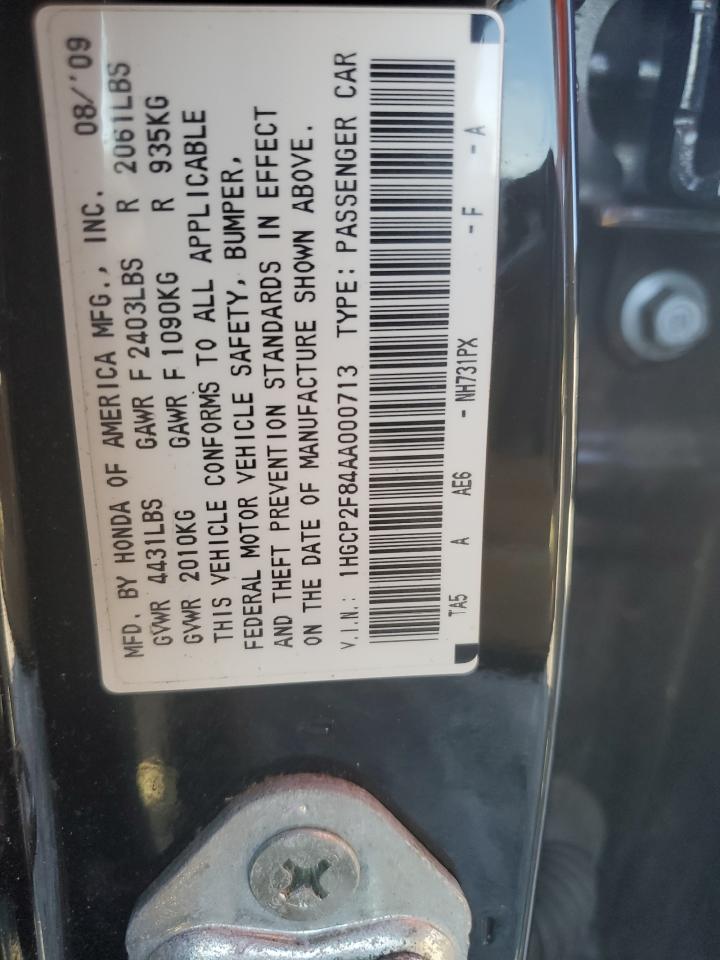 MFD. BY HONDA OF AMERICA MFG., INC. 08/'09
GVWR 4431LBS GAWR F 2403LBS R 2061LBS
GVWR 2010KG GAWR F 1090KG R 935KG
THIS VEHICLE CONFORMS TO ALL APPLICABLE
FEDERAL MOTOR VEHICLE SAFETY, BUMPER,
AND THEFT PREVENTION STANDARDS IN EFFECT
ON THE DATE OF MANUFACTURE SHOWN ABOVE.
V.I.N.: 1HGCP2F84AA000713 TYPE: PASSENGER CAR
TA5 A AE6 - NH731PX - F - A